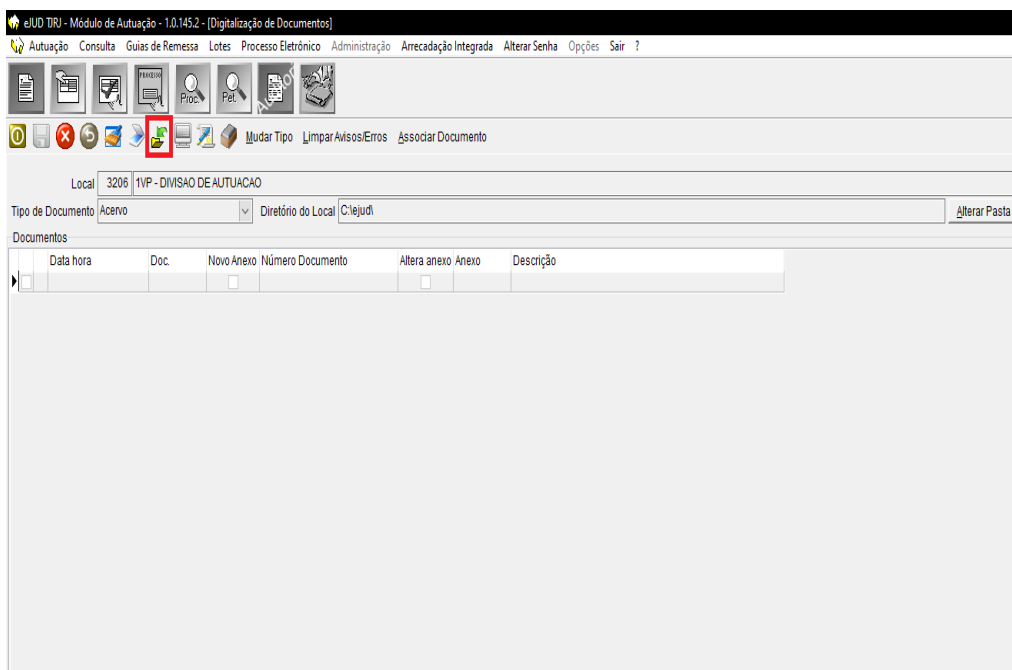 eJUD TJRJ - Módulo de Autuação - 1.0.145.2 - [Digitalização de Documentos]
Autuação Consulta Guias de Remessa Lotes Processo Eletrônico Administração Arrecadação Integrada Alterar Senha Opções Sair ?
PROCESSO Proc. Pet. Acórdão
Mudar Tipo Limpar Avisos/Erros Associar Documento
Local 3206 1VP - DIVISAO DE AUTUACAO
Tipo de Documento Acervo Diretório do Local C:\ejud\ Alterar Pasta
Documentos
Data hora Doc. Novo Anexo Número Documento Altera anexo Anexo Descrição